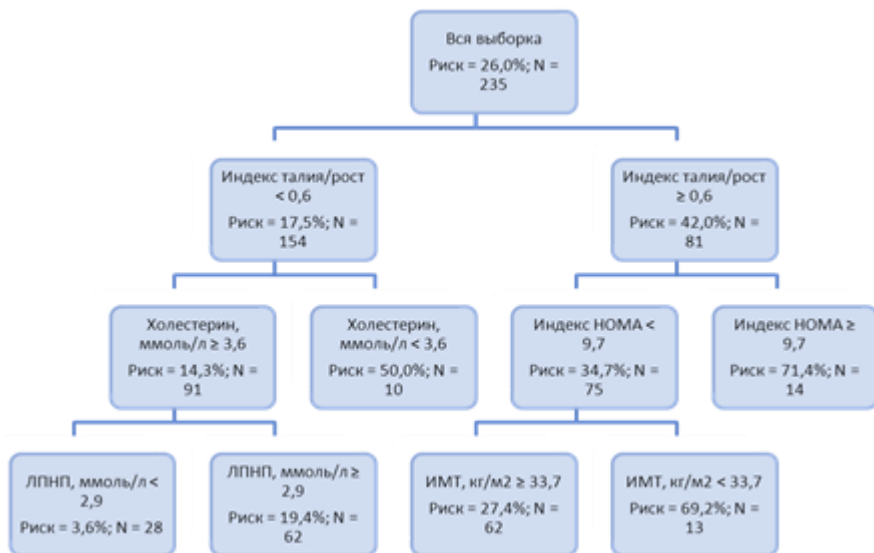 Вся выборка
Риск = 26,0%; N =
235
Индекс талия/рост
< 0,6
Риск = 17,5%; N =
154
Индекс талия/рост
≥ 0,6
Риск = 42,0%; N =
81
Холестерин,
ммоль/л ≥ 3,6
Риск = 14,3%; N =
91
Холестерин,
ммоль/л < 3,6
Риск = 50,0%; N =
10
Индекс НОМА <
9,7
Риск = 34,7%; N =
75
Индекс НОМА ≥
9,7
Риск = 71,4%; N =
14
ЛПНП, ммоль/л <
2,9
Риск = 3,6%; N = 28
ЛПНП, ммоль/л ≥
2,9
Риск = 19,4%; N =
62
ИМТ, кг/м2 ≥ 33,7
Риск = 27,4%; N =
62
ИМТ, кг/м2 < 33,7
Риск = 69,2%; N =
13